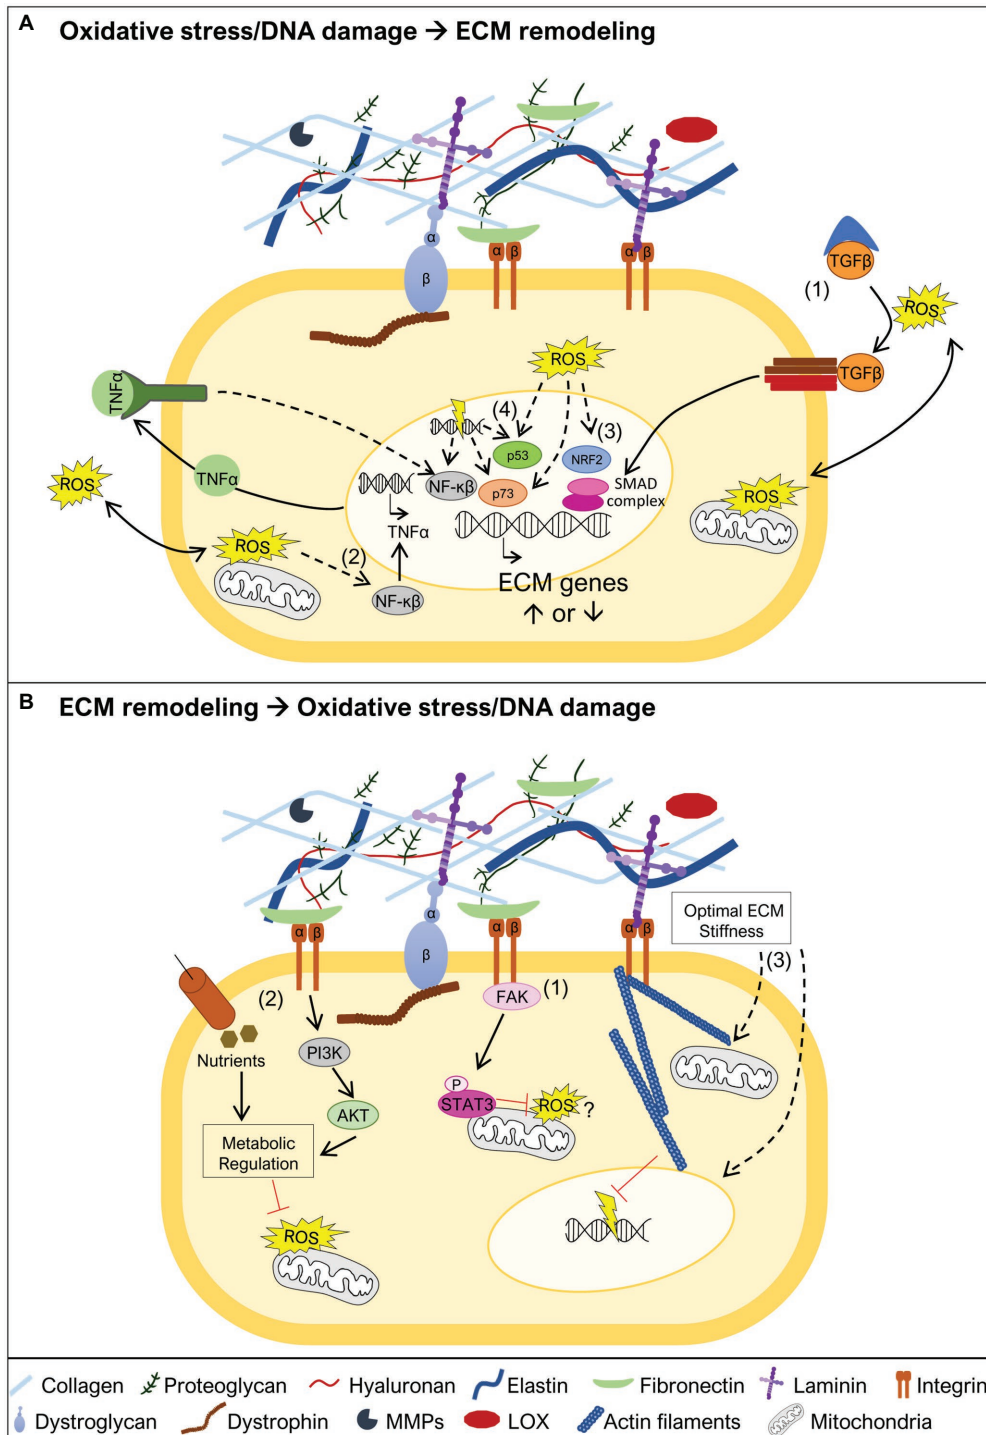 A Oxidative stress/DNA damage → ECM remodeling
α
β
α β
α β
TGFβ
(1)
ROS
TGFβ
TNFα
ROS
(4)
p53
(3)
NRF2
NF-κβ
p73
SMAD
complex
TNFα
TNFα
ROS
ROS
(2)
NF-κβ
ROS
ECM genes
↑ or ↓
B ECM remodeling → Oxidative stress/DNA damage
α β
α
β
α β
α β
Optimal ECM
Stiffness
(3)
(2)
FAK
(1)
Nutrients
PI3K
P
STAT3
ROS
?
AKT
Metabolic
Regulation
ROS
Collagen Proteoglycan Hyaluronan Elastin Fibronectin Laminin Integrin
Dystroglycan Dystrophin MMPs LOX Actin filaments Mitochondria